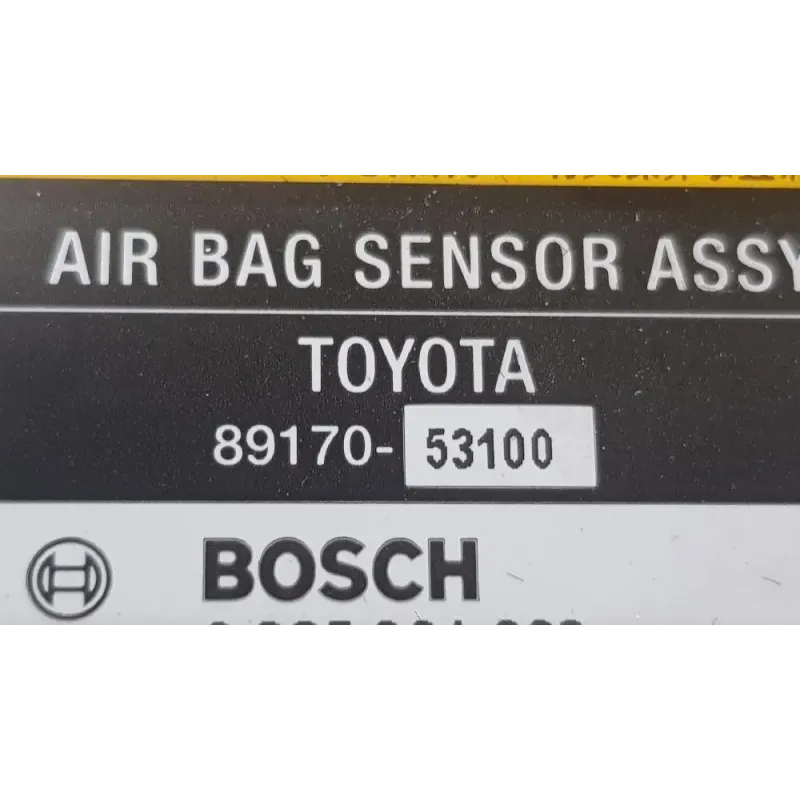 AIR BAG SENSOR ASSY
TOYOTA
89170-53100
BOSCH